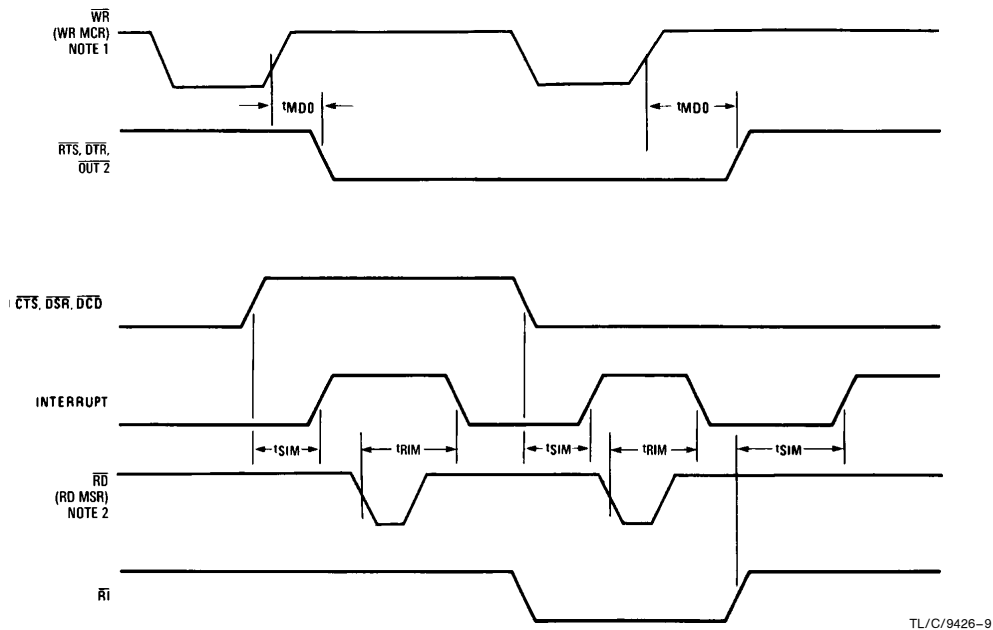 WR
(WR MCR)
NOTE 1
tMDO
tMDO
RTS, DTR,
OUT 2
CTS, DSR, DCD
INTERRUPT
tSIM
tRIM
tSIM
tRIM
tSIM
RD
(RD MSR)
NOTE 2
RI
TL/C/9426–9